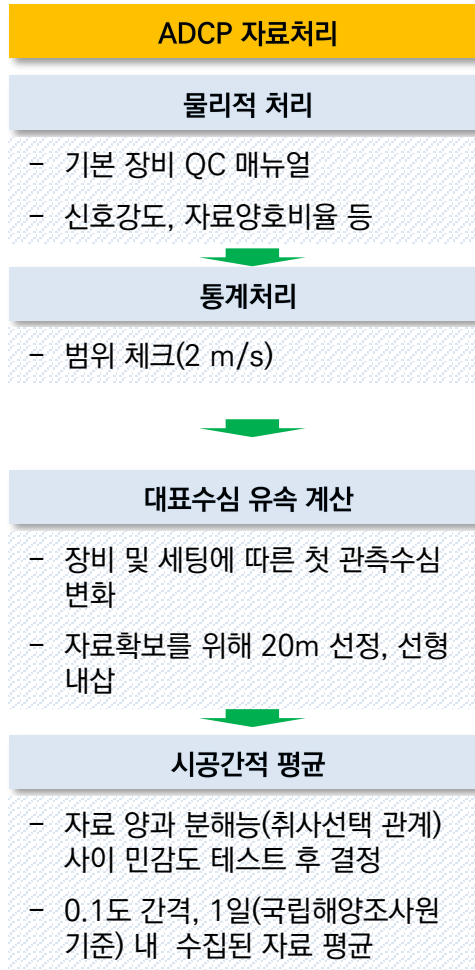 ADCP 자료처리
물리적 처리
- 기본 장비 QC 매뉴얼
- 신호강도, 자료양호비율 등
통계처리
- 범위 체크(2 m/s)
대표수심 유속 계산
- 장비 및 세팅에 따른 첫 관측수심
변화
- 자료확보를 위해 20m 선정, 선형
내삽
시공간적 평균
- 자료 양과 분해능(취사선택 관계)
사이 민감도 테스트 후 결정
- 0.1도 간격, 1일(국립해양조사원
기준) 내 수집된 자료 평균